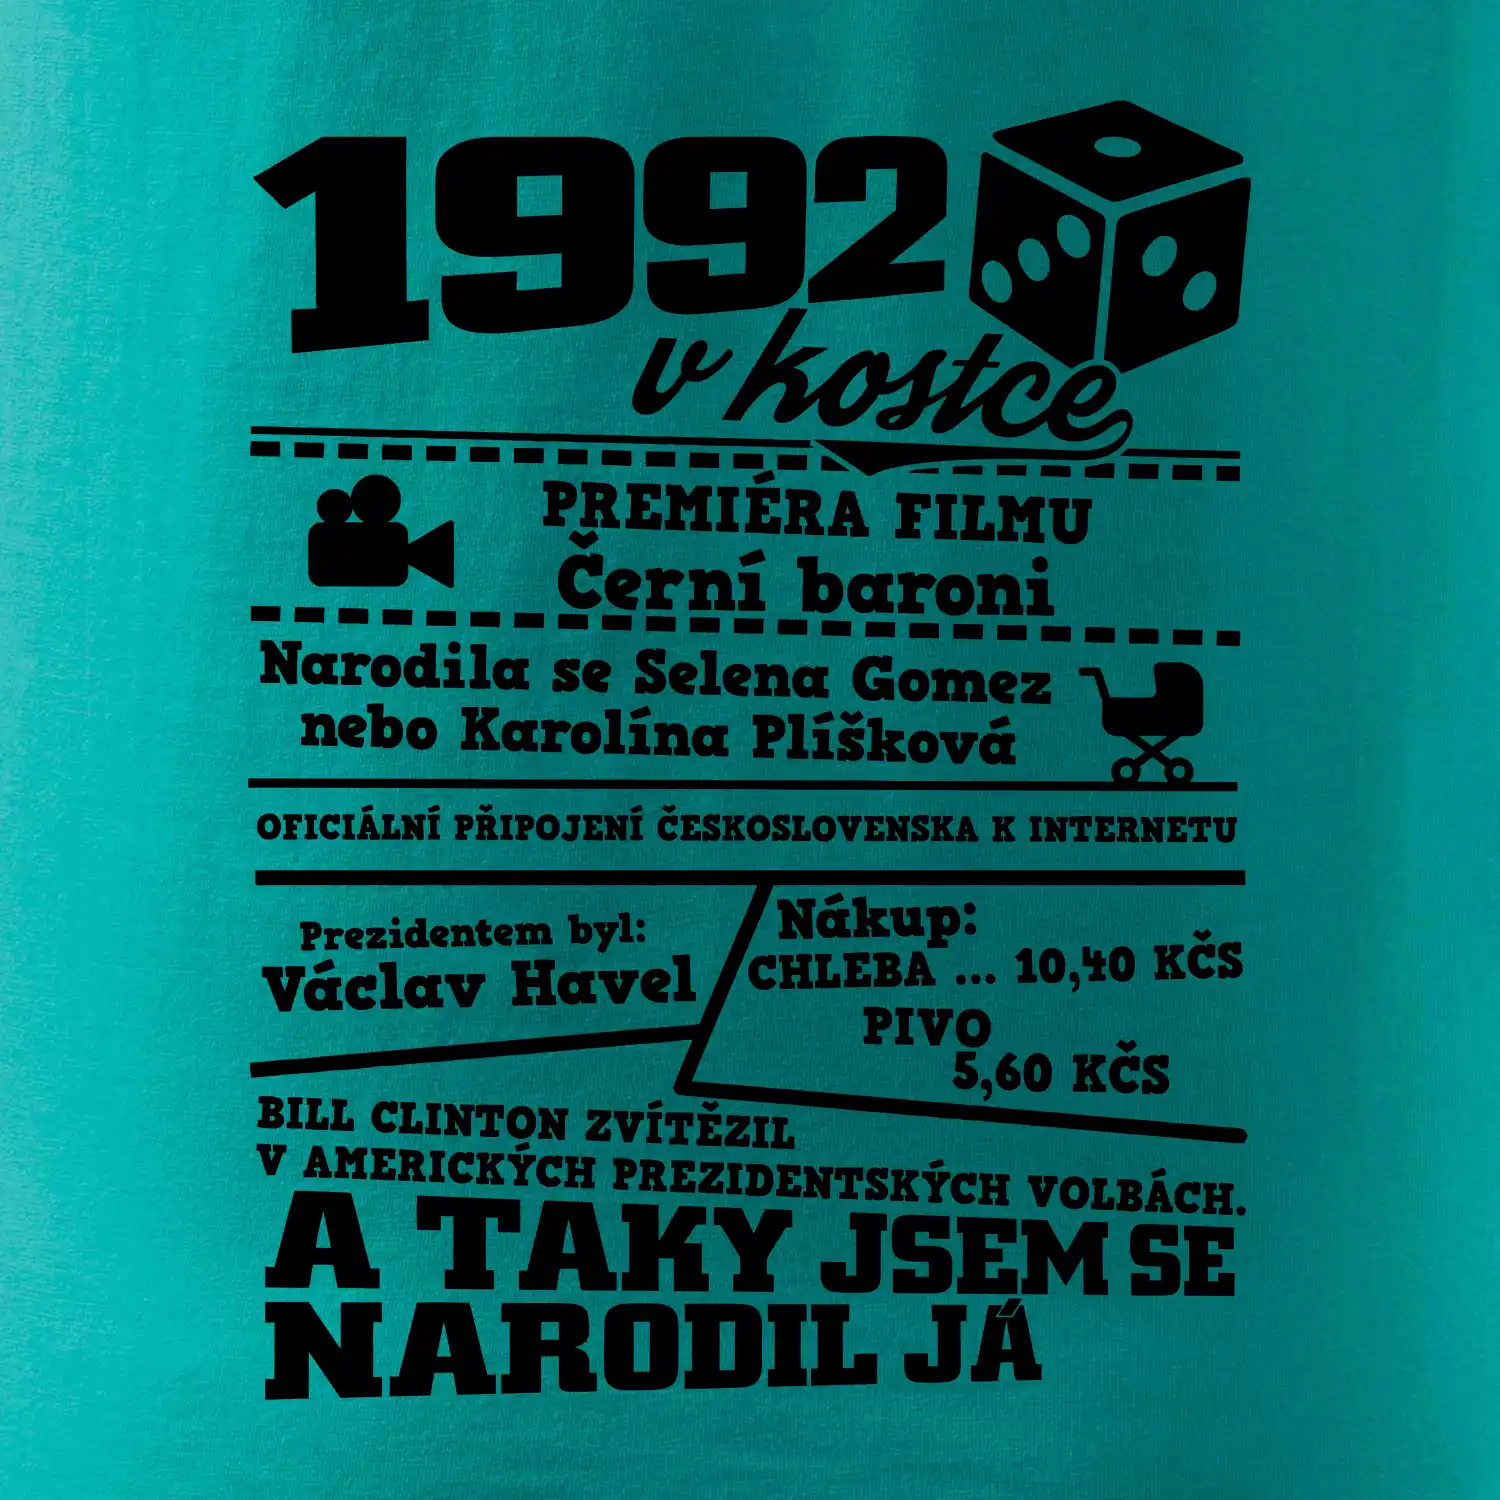 1992
v kostce
PREMIÉRA FILMU
Černí baroni
Narodila se Selena Gomez
nebo Karolína Plíšková
OFICIÁLNÍ PŘIPOJENÍ ČESKOSLOVENSKA K INTERNETU
Prezidentem byl:
Václav Havel
Nákup:
CHLEBA ... 10,40 KČS
PIVO
5,60 KČS
BILL CLINTON ZVÍTĚZIL
V AMERICKÝCH PREZIDENTSKÝCH VOLBÁCH.
A TAKY JSEM SE
NARODIL JÁ